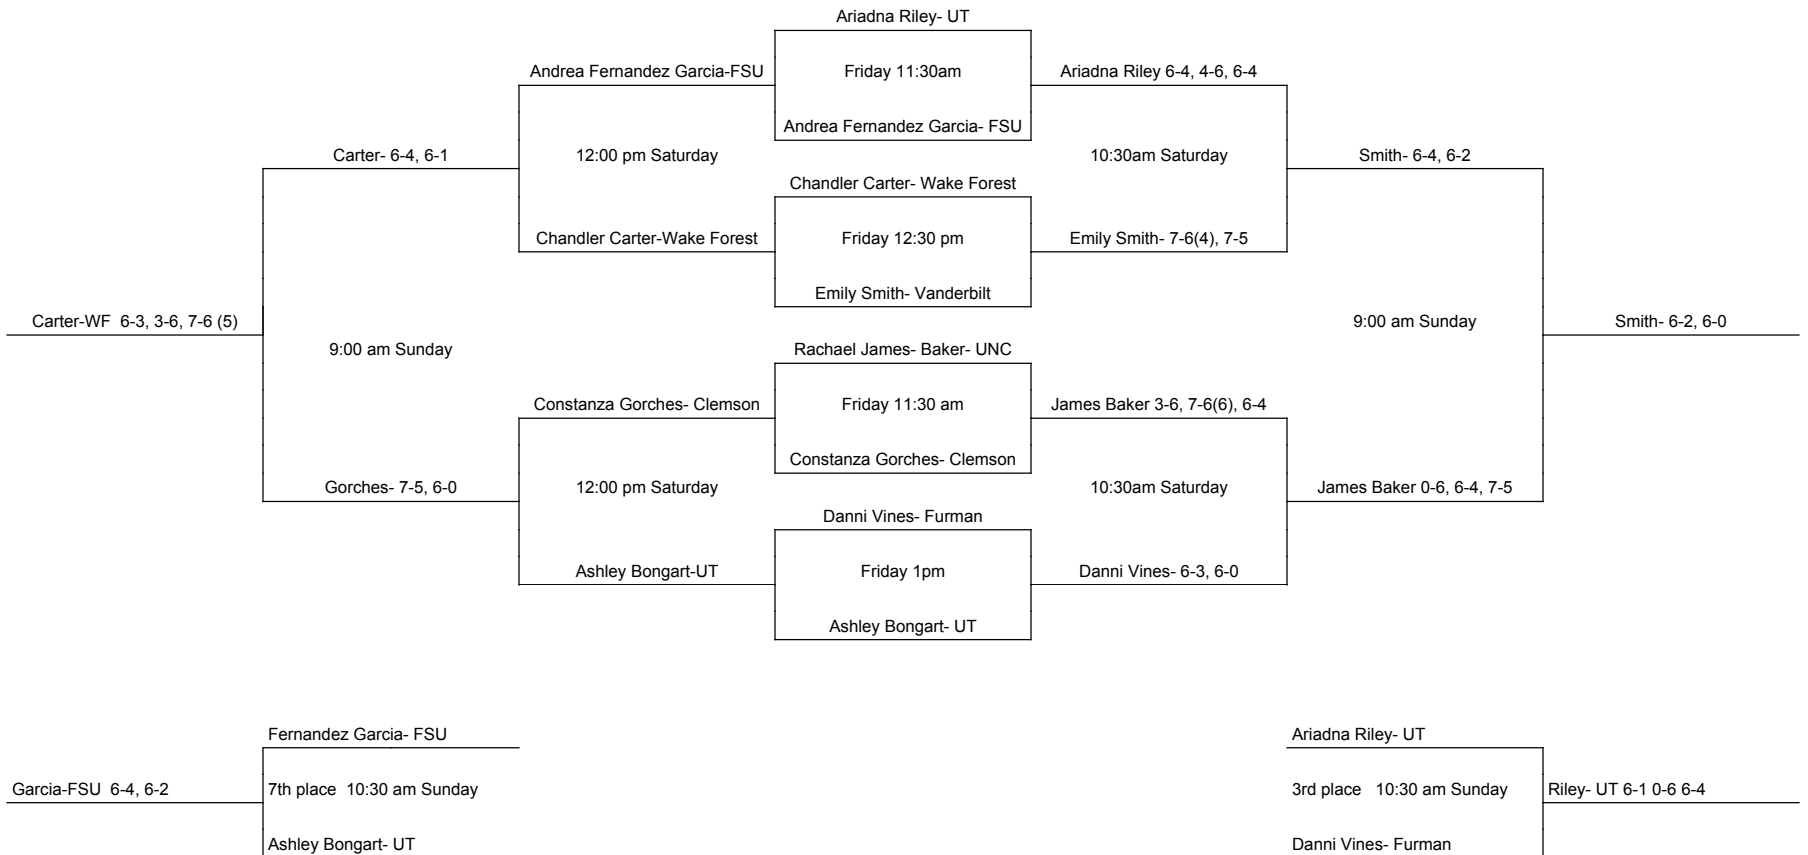 Ariadna Riley- UT
Andrea Fernandez Garcia-FSU
Friday 11:30am
Ariadna Riley 6-4, 4-6, 6-4
Andrea Fernandez Garcia- FSU
Carter- 6-4, 6-1
12:00 pm Saturday
10:30am Saturday
Smith- 6-4, 6-2
Chandler Carter- Wake Forest
Chandler Carter-Wake Forest
Friday 12:30 pm
Emily Smith- 7-6(4), 7-5
Emily Smith- Vanderbilt
Carter-WF  6-3, 3-6, 7-6 (5)
9:00 am Sunday
Smith- 6-2, 6-0
9:00 am Sunday
Rachael James- Baker- UNC
Constanza Gorches- Clemson
Friday 11:30 am
James Baker 3-6, 7-6(6), 6-4
Constanza Gorches- Clemson
Gorches- 7-5, 6-0
12:00 pm Saturday
10:30am Saturday
James Baker 0-6, 6-4, 7-5
Danni Vines- Furman
Ashley Bongart-UT
Friday 1pm
Danni Vines- 6-3, 6-0
Ashley Bongart- UT
Fernandez Garcia- FSU
Ariadna Riley- UT
Garcia-FSU  6-4, 6-2
7th place  10:30 am Sunday
3rd place   10:30 am Sunday
Riley- UT 6-1 0-6 6-4
Ashley Bongart- UT
Danni Vines- Furman